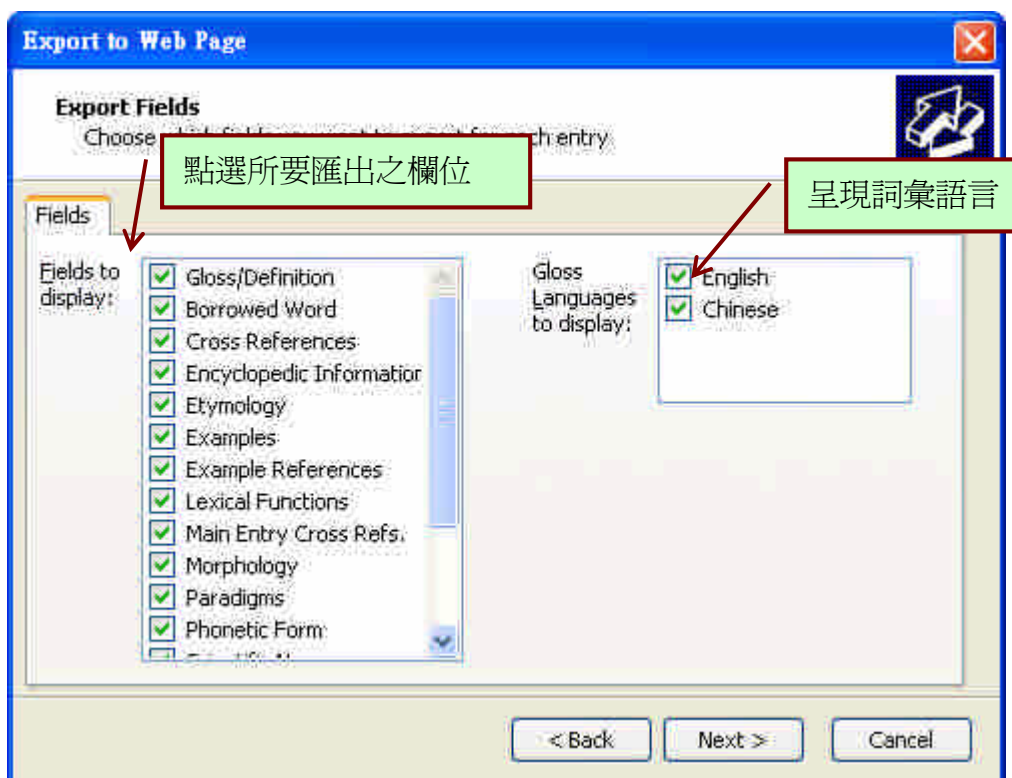 Export to Web Page
Export Fields
Choose ch entry
點選所要匯出之欄位
呈現詞彙語言
Fields
Fields to
display:
Gloss/Definition
Borrowed Word
Cross References
Encyclopedic Information
Etymology
Examples
Example References
Lexical Functions
Main Entry Cross Refs.
Morphology
Paradigms
Phonetic Form
Gloss
Languages
to display:
English
Chinese
< Back
Next >
Cancel